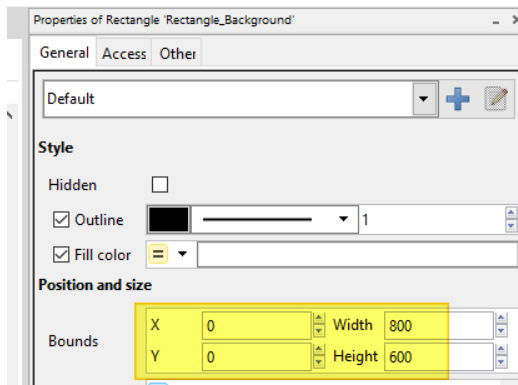 Properties of Rectangle 'Rectangle_Background'
General Access Other
Default
Style
Hidden
Outline 1
Fill color =
Position and size
Bounds
X 0 Width 800
Y 0 Height 600